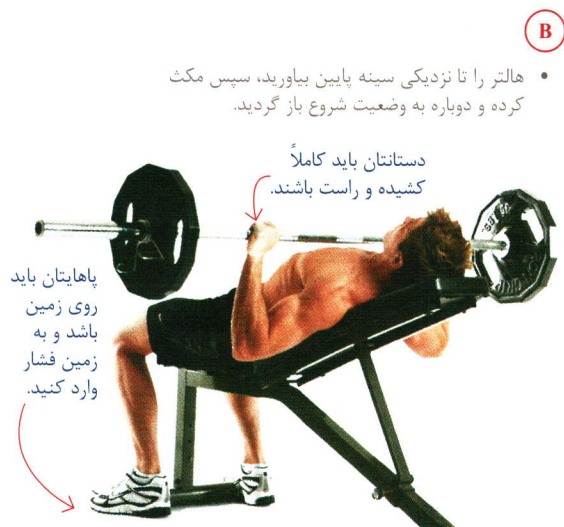 B
• هالتر را تا نزدیکی سینه پایین بیاورید، سپس مکث
کرده و دوباره به وضعیت شروع باز گردید.
دستانتان باید کاملاً
کشیده و راست باشند.
پاهایتان باید
روی زمین
باشد و به
زمین فشار
وارد کنید.